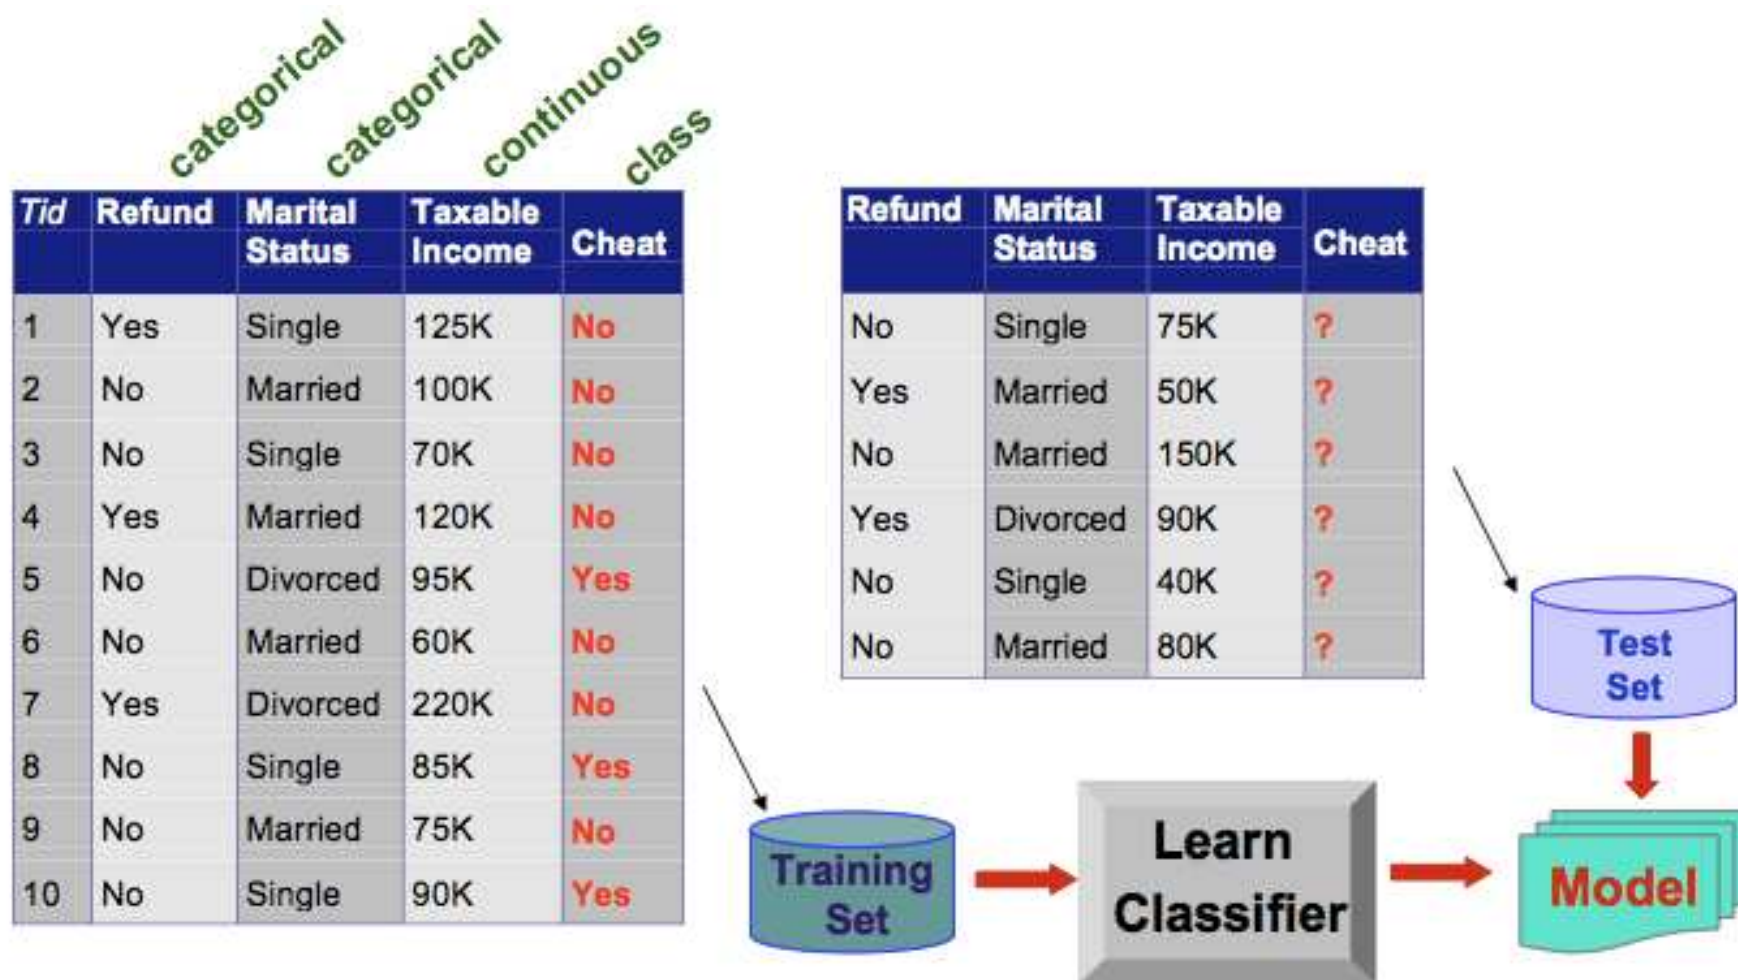 categorical
categorical
continuous
class
Tid Refund Marital Status Taxable Income Cheat
1 Yes Single 125K No
2 No Married 100K No
3 No Single 70K No
4 Yes Married 120K No
5 No Divorced 95K Yes
6 No Married 60K No
7 Yes Divorced 220K No
8 No Single 85K Yes
9 No Married 75K No
10 No Single 90K Yes
Refund Marital Status Taxable Income Cheat
No Single 75K ?
Yes Married 50K ?
No Married 150K ?
Yes Divorced 90K ?
No Single 40K ?
No Married 80K ?
Test
Set
Training
Set
Learn
Classifier
Model